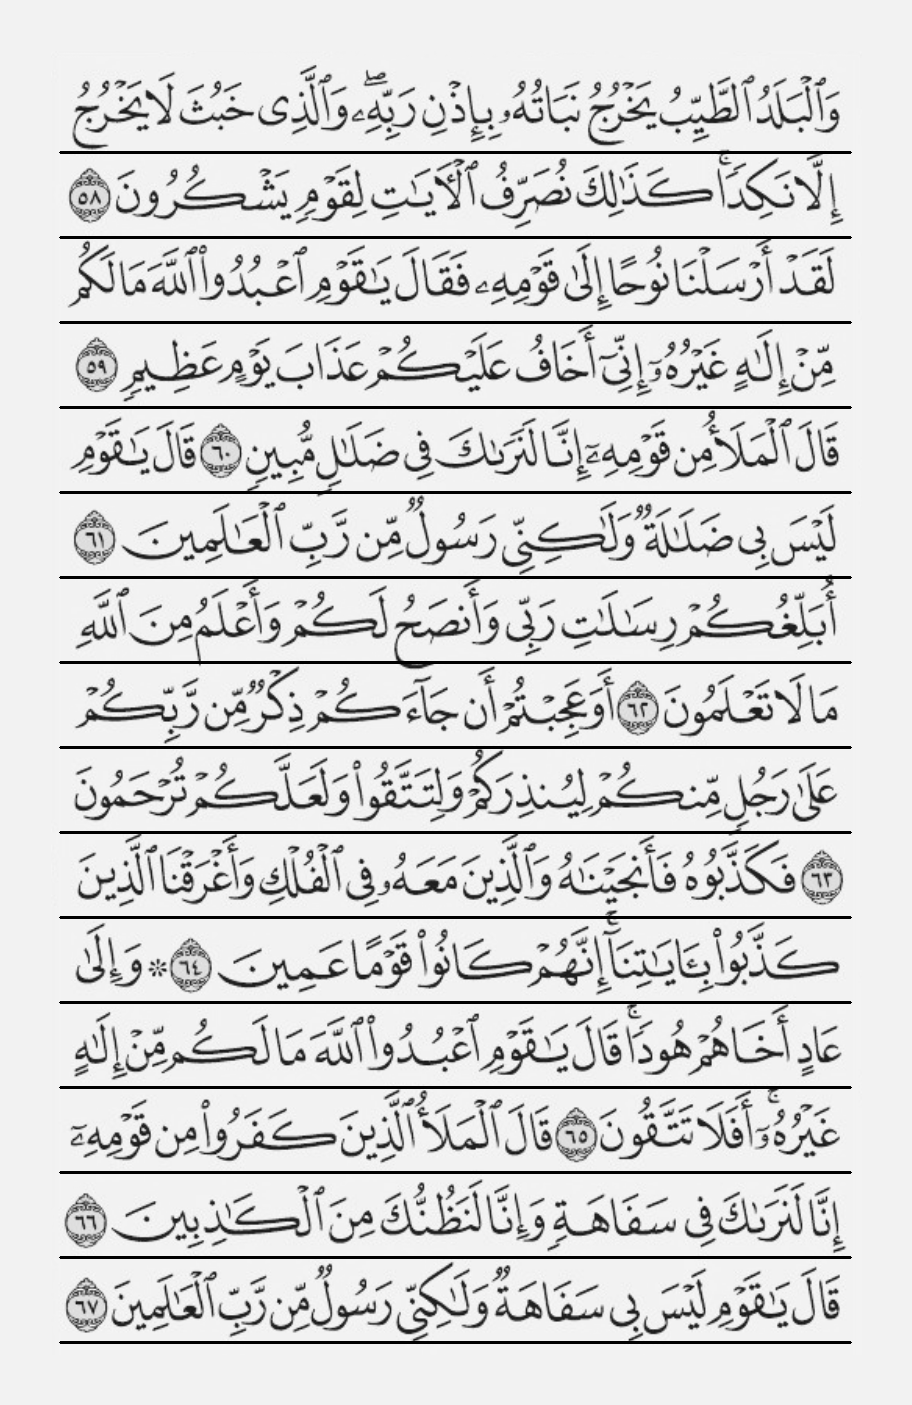 وَٱلۡبَلَدُ ٱلطَّيِّبُ يَخۡرُجُ نَبَاتُهُۥ بِإِذۡنِ رَبِّهِۦۖ وَٱلَّذِى خَبُثَ لَا يَخۡرُجُ
إِلَّا نَكِدٗاۚ كَذَٰلِكَ نُصَرِّفُ ٱلۡأٓيَٰتِ لِقَوۡمٖ يَشۡكُرُونَ ٥٨
لَقَدۡ أَرۡسَلۡنَا نُوحًا إِلَىٰ قَوۡمِهِۦ فَقَالَ يَٰقَوۡمِ ٱعۡبُدُواْ ٱللَّهَ مَا لَكُم
مِّنۡ إِلَٰهٍ غَيۡرُهُۥٓ إِنِّىٓ أَخَافُ عَلَيۡكُمۡ عَذَابَ يَوۡمٍ عَظِيمٖ ٥٩
قَالَ ٱلۡمَلَأُ مِن قَوۡمِهِۦٓ إِنَّا لَنَرَىٰكَ فِى ضَلَٰلٖ مُّبِينٖ ٦٠ قَالَ يَٰقَوۡمِ
لَيۡسَ بِى ضَلَٰلَةٞ وَلَٰكِنِّى رَسُولٞ مِّن رَّبِّ ٱلۡعَٰلَمِينَ ٦١
أُبَلِّغُكُمۡ رِسَٰلَٰتِ رَبِّى وَأَنصَحُ لَكُمۡ وَأَعۡلَمُ مِنَ ٱللَّهِ
مَا لَا تَعۡلَمُونَ ٦٢ أَوَعَجِبۡتُمۡ أَن جَآءَكُمۡ ذِكۡرٞ مِّن رَّبِّكُمۡ
عَلَىٰ رَجُلٖ مِّنكُمۡ لِيُنذِرَكُمۡ وَلِتَتَّقُواْ وَلَعَلَّكُمۡ تُرۡحَمُونَ
٦٣ فَكَذَّبُوهُ فَأَنجَيۡنَٰهُ وَٱلَّذِينَ مَعَهُۥ فِى ٱلۡفُلۡكِ وَأَغۡرَقۡنَا ٱلَّذِينَ
كَذَّبُواْ بِـَٔايَٰتِنَآۚ إِنَّهُمۡ كَانُواْ قَوۡمًا عَمِينَ ٦٤ * وَإِلَىٰ
عَادٍ أَخَاهُمۡ هُودٗاۚ قَالَ يَٰقَوۡمِ ٱعۡبُدُواْ ٱللَّهَ مَا لَكُم مِّنۡ إِلَٰهٍ
غَيۡرُهُۥٓۚ أَفَلَا تَتَّقُونَ ٦٥ قَالَ ٱلۡمَلَأُ ٱلَّذِينَ كَفَرُواْ مِن قَوۡمِهِۦٓ
إِنَّا لَنَرَىٰكَ فِى سَفَاهَةٖ وَإِنَّا لَنَظُنُّكَ مِنَ ٱلۡكَٰذِبِينَ ٦٦
قَالَ يَٰقَوۡمِ لَيۡسَ بِى سَفَاهَةٞ وَلَٰكِنِّى رَسُولٞ مِّن رَّبِّ ٱلۡعَٰلَمِينَ ٦٧